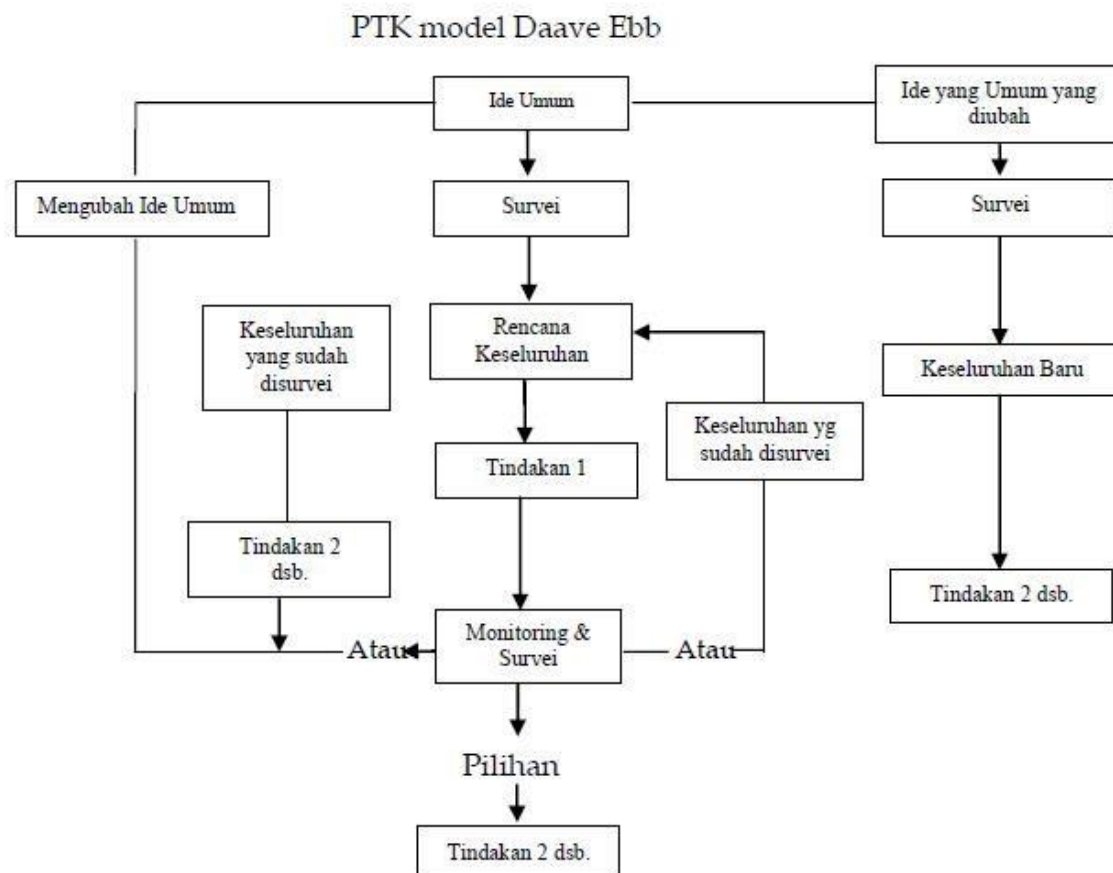 PTK model Daave Ebb
Ide Umum
Ide yang Umum yang
diubah
Mengubah Ide Umum
Survei
Survei
Keseluruhan
yang sudah
disurvei
Rencana
Keseluruhan
Keseluruhan Baru
Keseluruhan yg
sudah disurvei
Tindakan 1
Tindakan 2
dsb.
Tindakan 2 dsb.
Atau
Monitoring &
Survei
Atau
Pilihan
Tindakan 2 dsb.